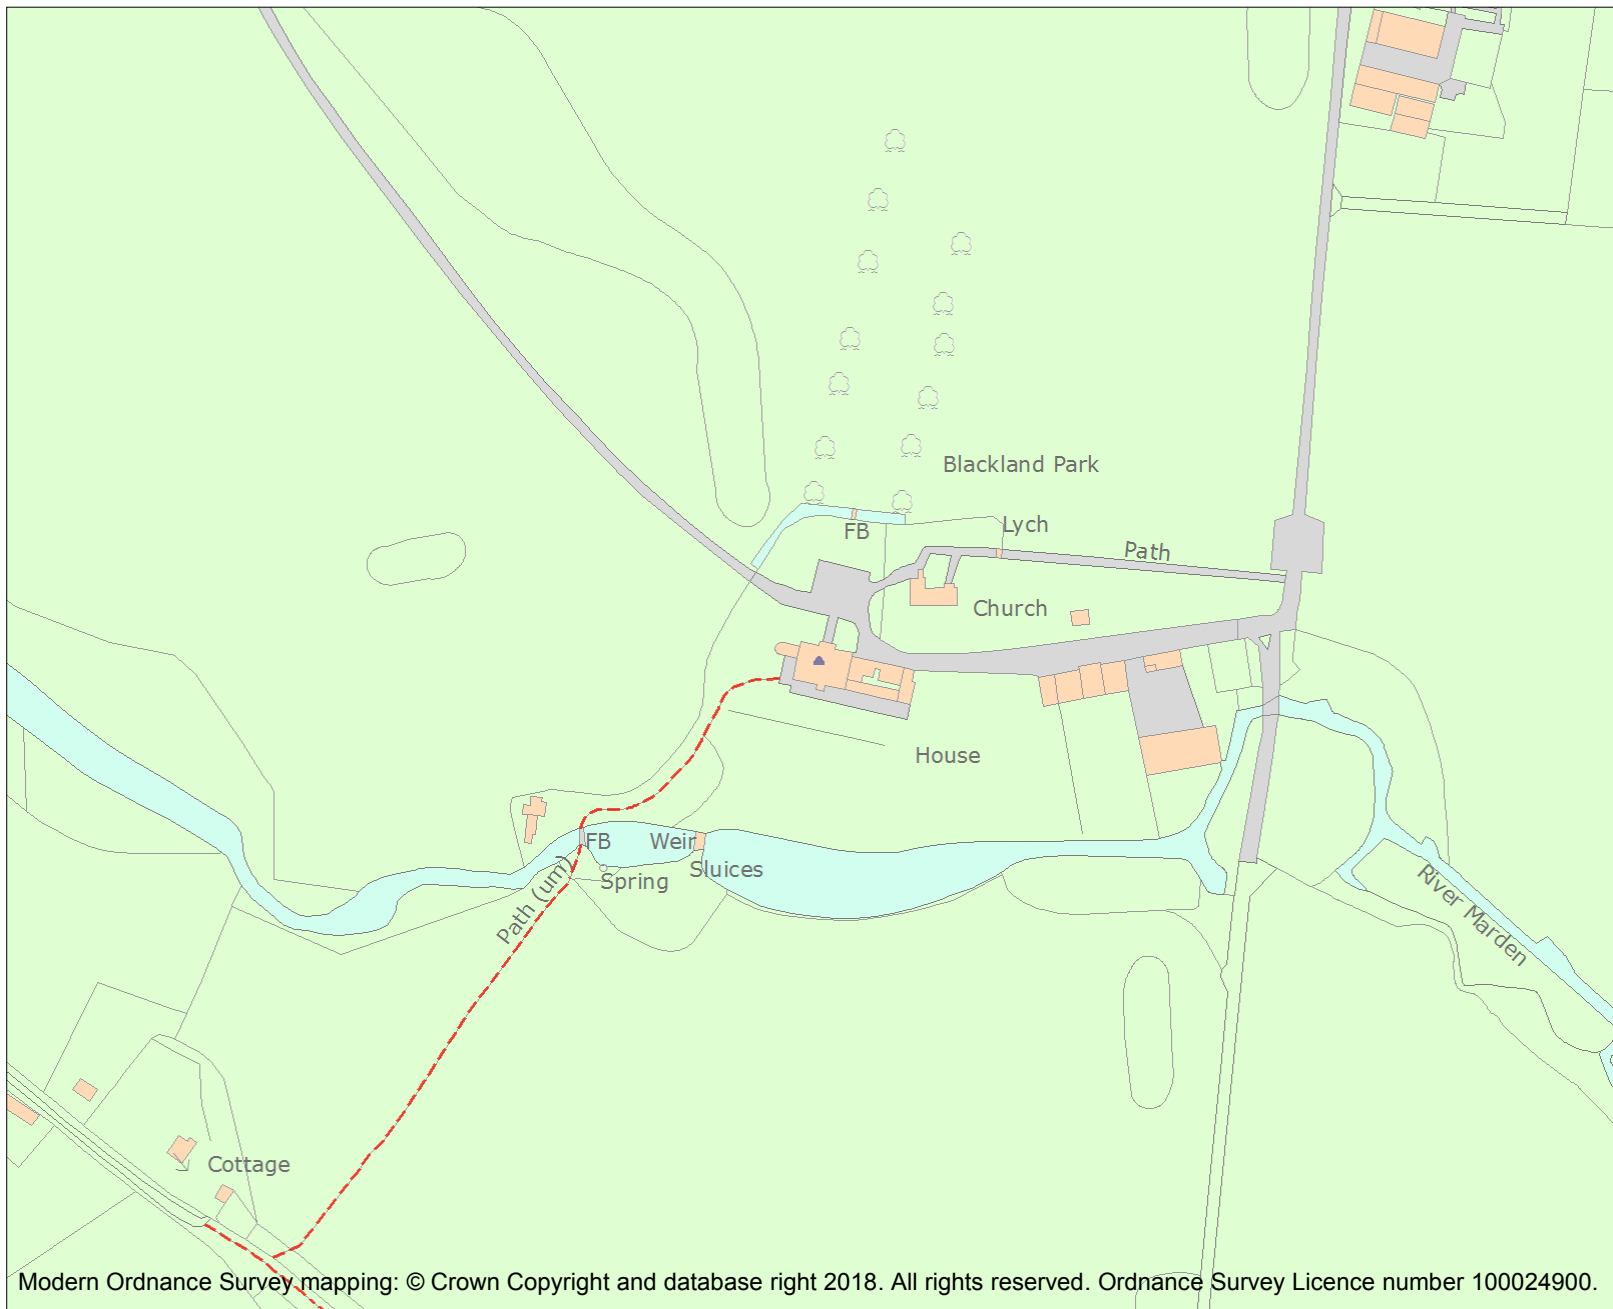 Blackland Park
Lych
FB
Path
Church
House
FB
Weir
Sluices
Spring
Path (um)
River Marden
Cottage
Modern Ordnance Survey mapping: © Crown Copyright and database right 2018. All rights reserved. Ordnance Survey Licence number 100024900.